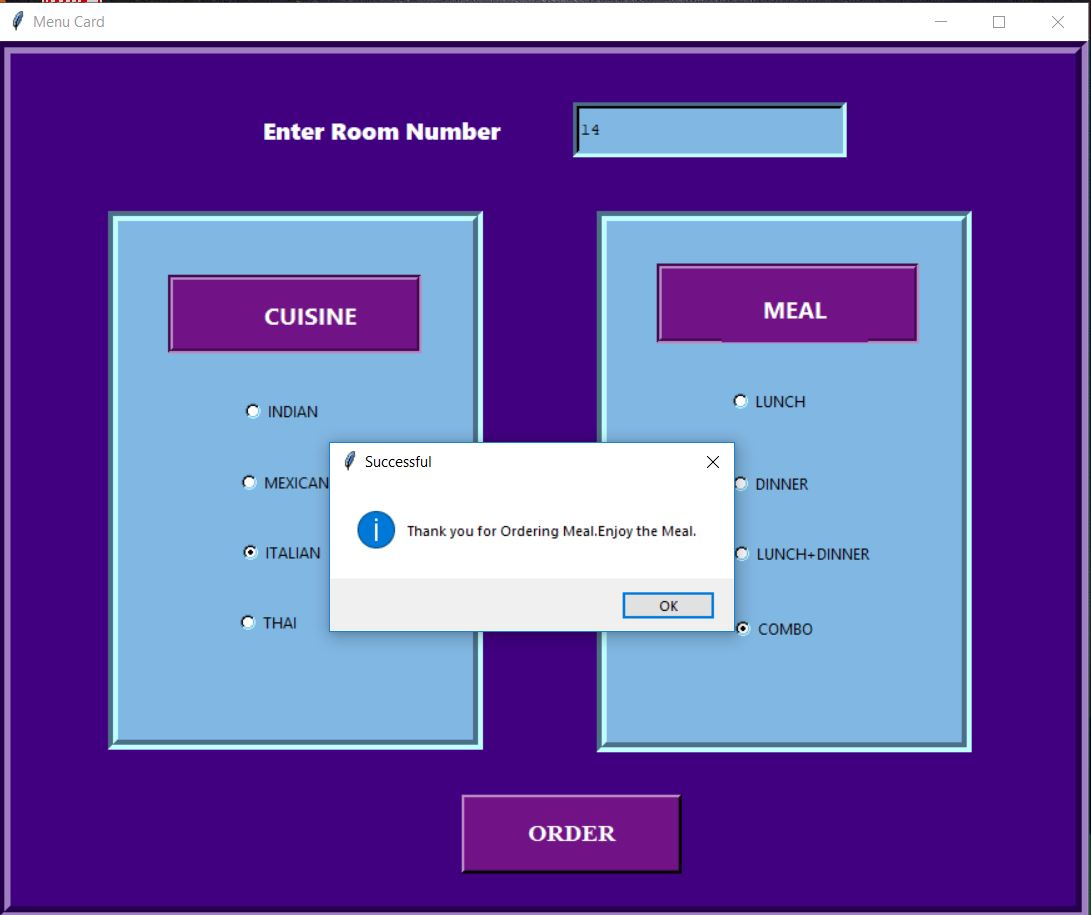 Menu Card
Enter Room Number
14
CUISINE
INDIAN
MEXICAN
ITALIAN
THAI
MEAL
LUNCH
DINNER
LUNCH+DINNER
COMBO
Successful
Thank you for Ordering Meal.Enjoy the Meal.
OK
ORDER